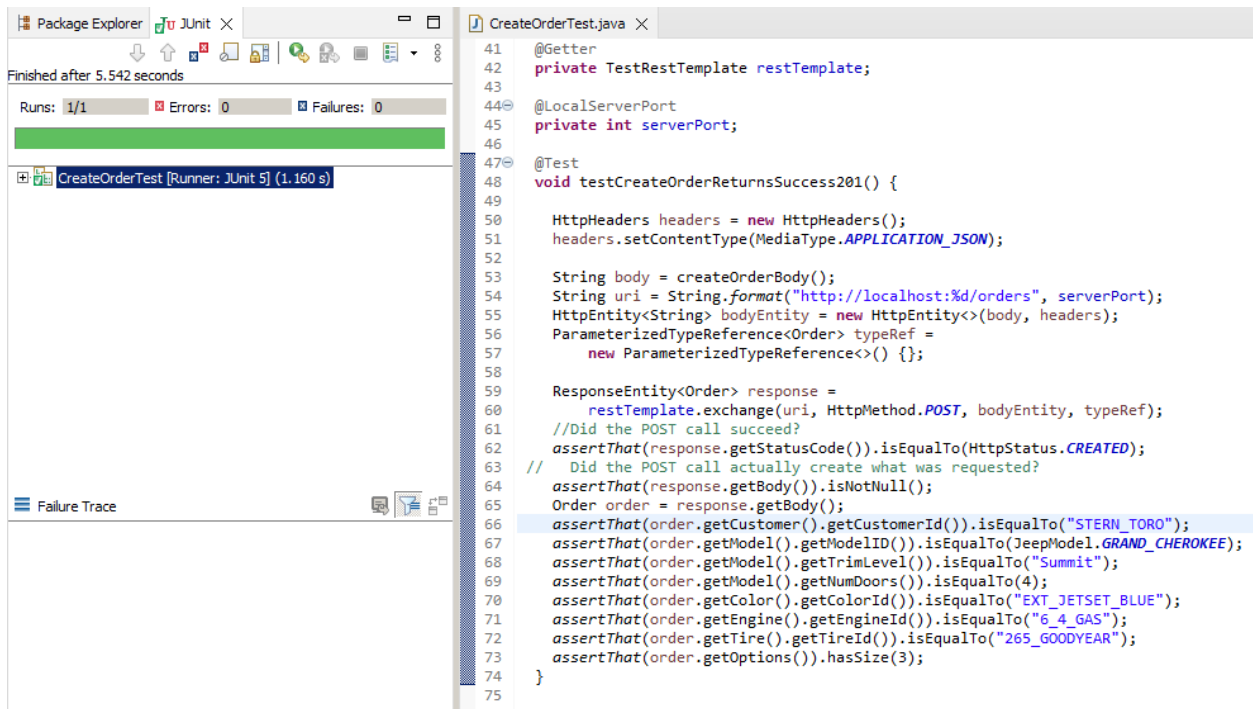 Package Explorer JUnit
Finished after 5.542 seconds
Runs: 1/1 Errors: 0 Failures: 0
CreateOrderTest [Runner: JUnit 5] (1.160 s)
Failure Trace
CreateOrderTest.java
41 @Getter
42 private TestRestTemplate restTemplate;
43
44 @LocalServerPort
45 private int serverPort;
46
47 @Test
48 void testCreateOrderReturnsSuccess201() {
49
50 HttpHeaders headers = new HttpHeaders();
51 headers.setContentType(MediaType.APPLICATION_JSON);
52
53 String body = createOrderBody();
54 String uri = String.format("http://localhost:%d/orders", serverPort);
55 HttpEntity<String> bodyEntity = new HttpEntity<>(body, headers);
56 ParameterizedTypeReference<Order> typeRef =
57 new ParameterizedTypeReference<>() {};
58
59 ResponseEntity<Order> response =
60 restTemplate.exchange(uri, HttpMethod.POST, bodyEntity, typeRef);
61 //Did the POST call succeed?
62 assertThat(response.getStatusCode()).isEqualTo(HttpStatus.CREATED);
63 // Did the POST call actually create what was requested?
64 assertThat(response.getBody()).isNotNull();
65 Order order = response.getBody();
66 assertThat(order.getCustomer().getCustomerId()).isEqualTo("STERN_TORO");
67 assertThat(order.getModel().getModelID()).isEqualTo(JeepModel.GRAND_CHEROKEE);
68 assertThat(order.getModel().getTrimLevel()).isEqualTo("Summit");
69 assertThat(order.getModel().getNumDoors()).isEqualTo(4);
70 assertThat(order.getColor().getColorId()).isEqualTo("EXT_JETSET_BLUE");
71 assertThat(order.getEngine().getEngineId()).isEqualTo("6_4_GAS");
72 assertThat(order.getTire().getTireId()).isEqualTo("265_GOODYEAR");
73 assertThat(order.getOptions()).hasSize(3);
74 }
75